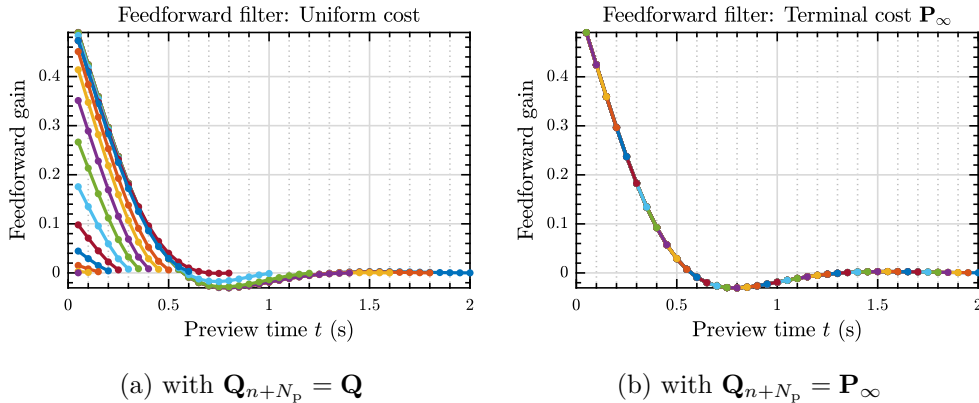 Feedforward filter: Uniform cost
Feedforward gain
0.4
0.3
0.2
0.1
0
0 0.5 1 1.5 2
Preview time t (s)
(a) with Q_{n+N_p} = Q
Feedforward filter: Terminal cost P_∞
Feedforward gain
0.4
0.3
0.2
0.1
0
0 0.5 1 1.5 2
Preview time t (s)
(b) with Q_{n+N_p} = P_∞